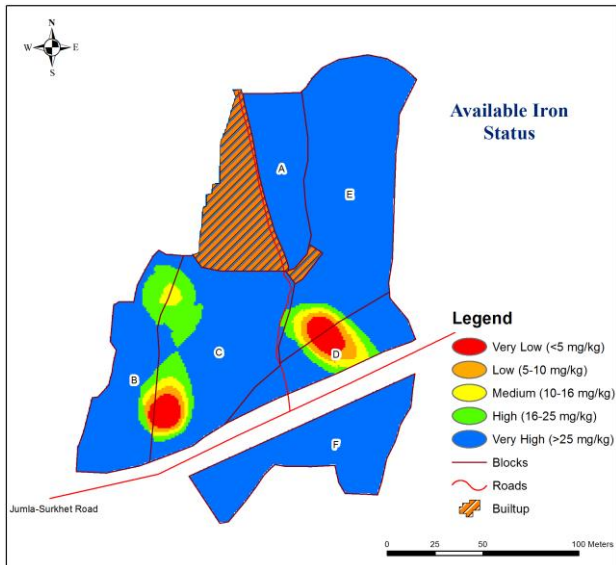 N
W E
S
Available Iron
Status
A
E
C
D
B
F
Legend
Very Low (<5 mg/kg)
Low (5-10 mg/kg)
Medium (10-16 mg/kg)
High (16-25 mg/kg)
Very High (>25 mg/kg)
Blocks
Roads
Builtup
Jumla-Surkhet Road
0 25 50 100 Meters